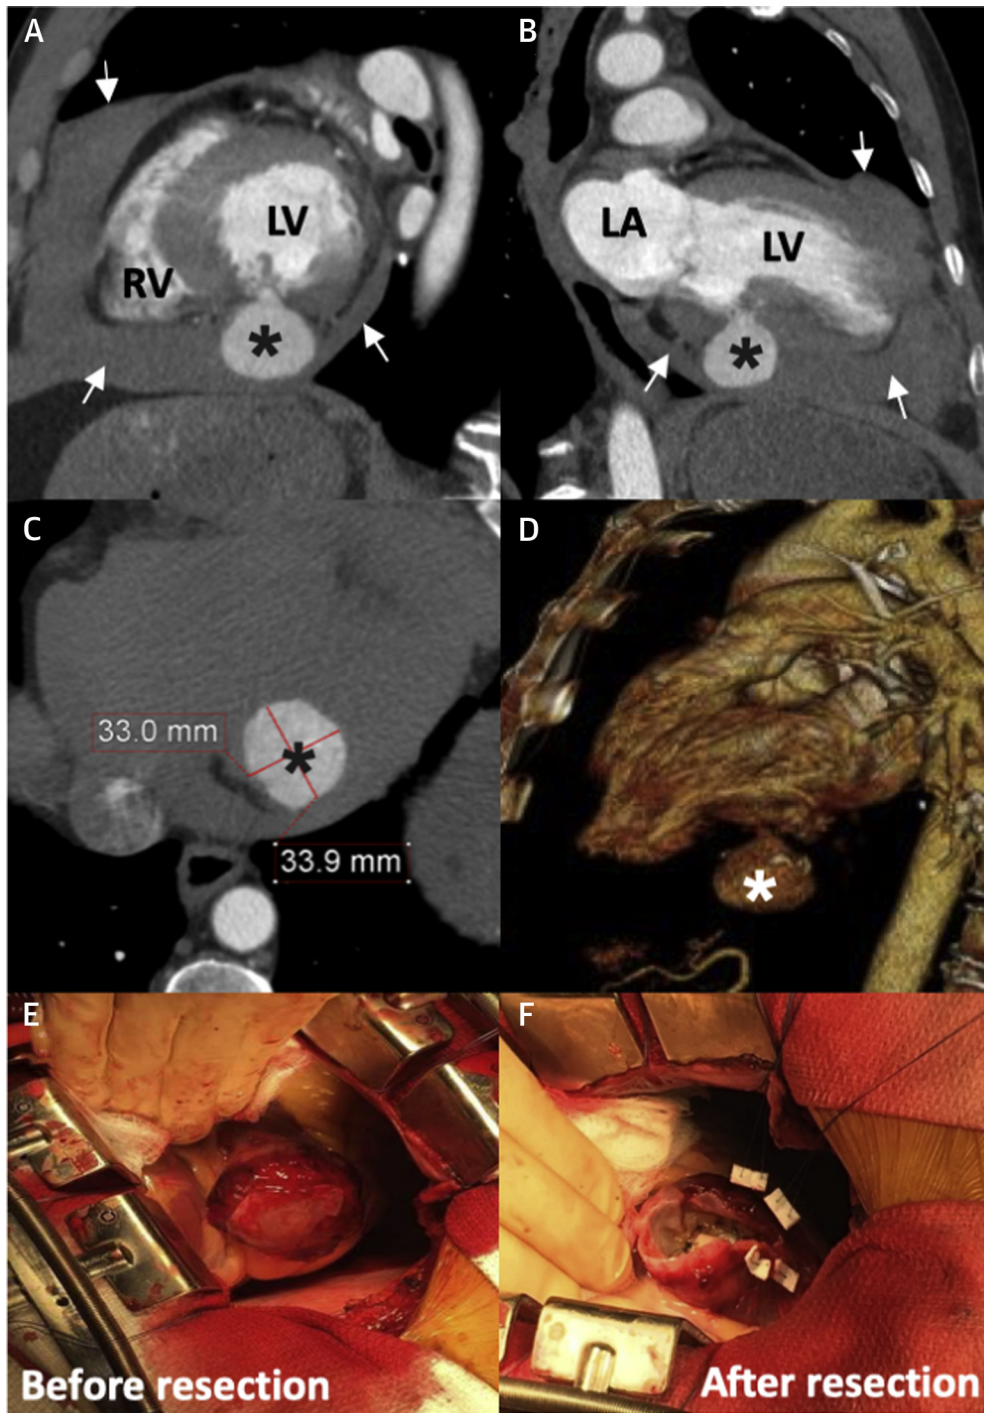 A
B
LV
RV
*
LA
LV
*
C
D
33.0 mm
*
33.9 mm
*
E
F
Before resection
After resection